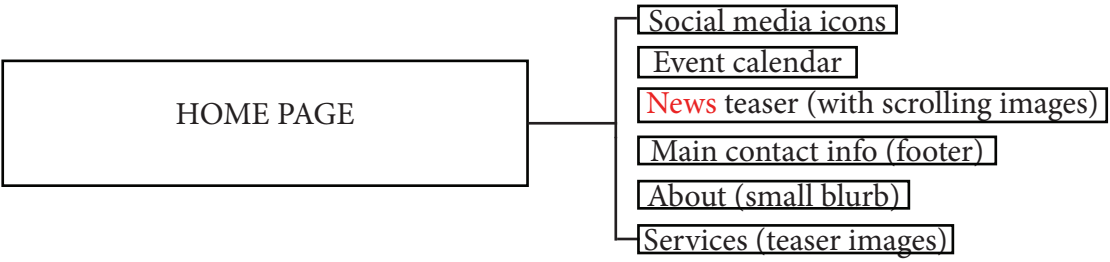 HOME PAGE
Social media icons
Event calendar
News teaser (with scrolling images)
Main contact info (footer)
About (small blurb)
Services (teaser images)